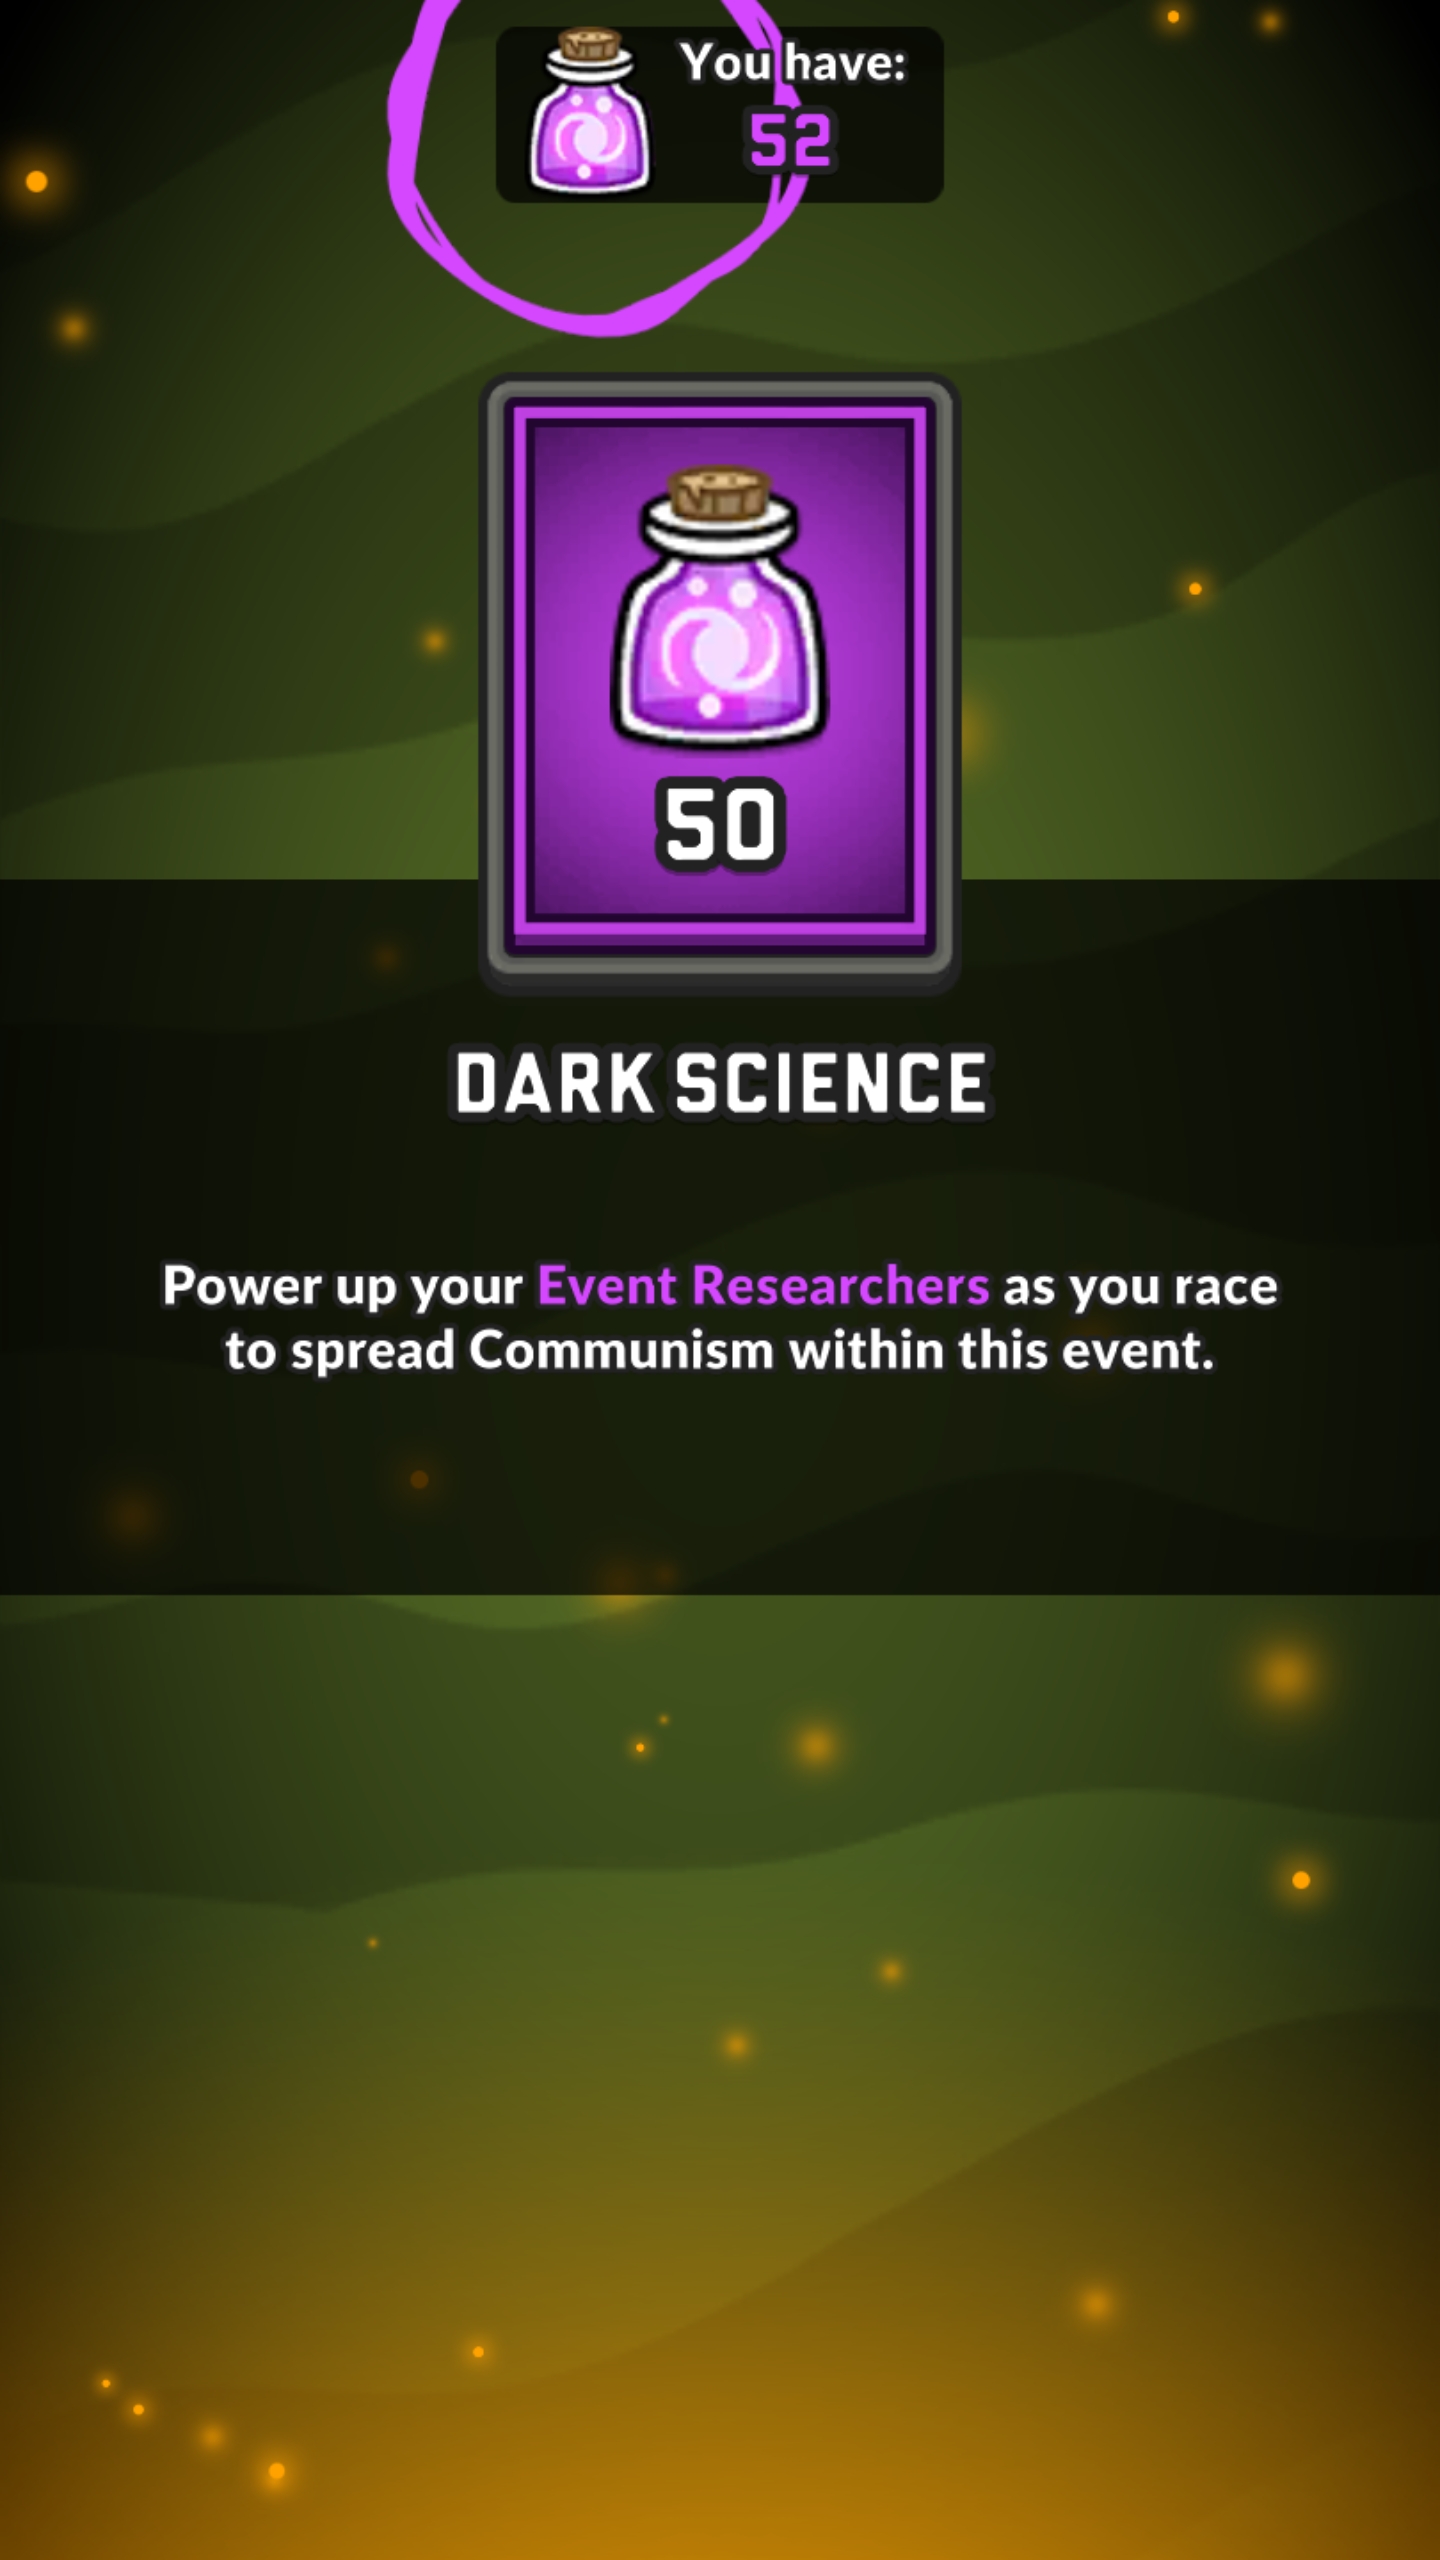 You have:
52
50
DARK SCIENCE
Power up your Event Researchers as you race
to spread Communism within this event.